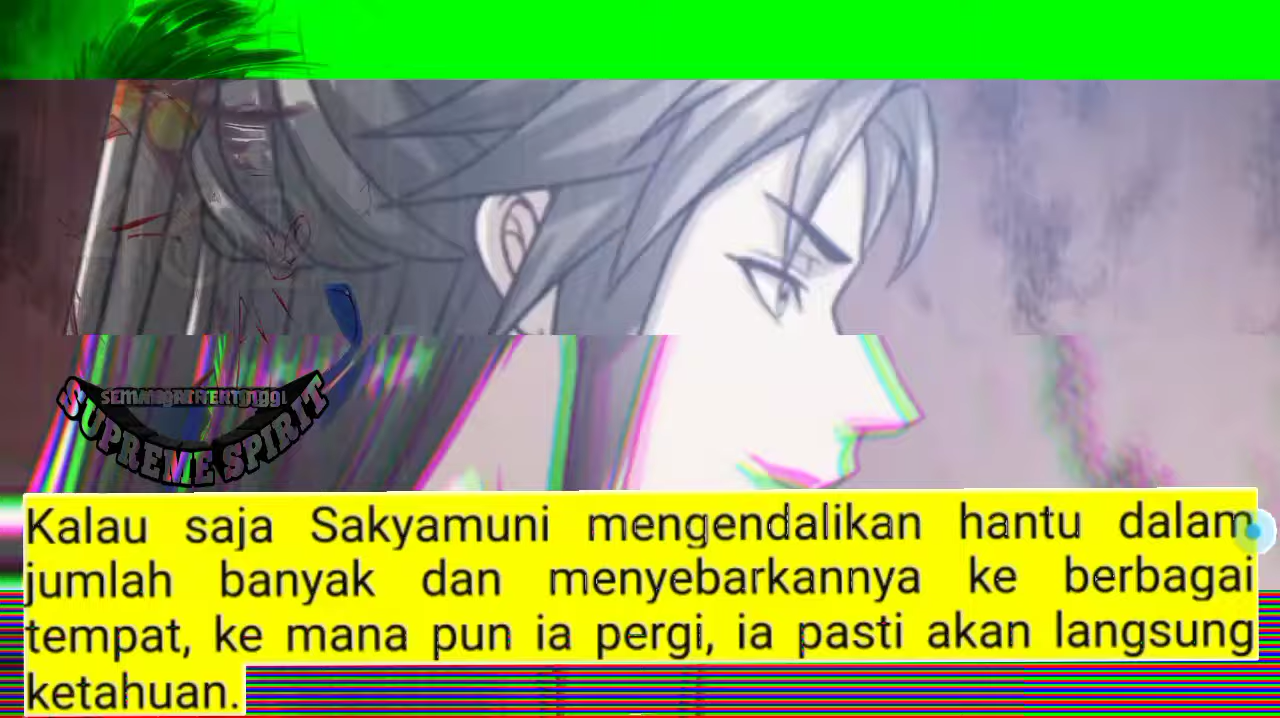 SUPREME SPIRIT
Kalau saja Sakyamuni mengendalikan hantu dalam
jumlah banyak dan menyebarkannya ke berbagai
tempat, ke mana pun ia pergi, ia pasti akan langsung
ketahuan.